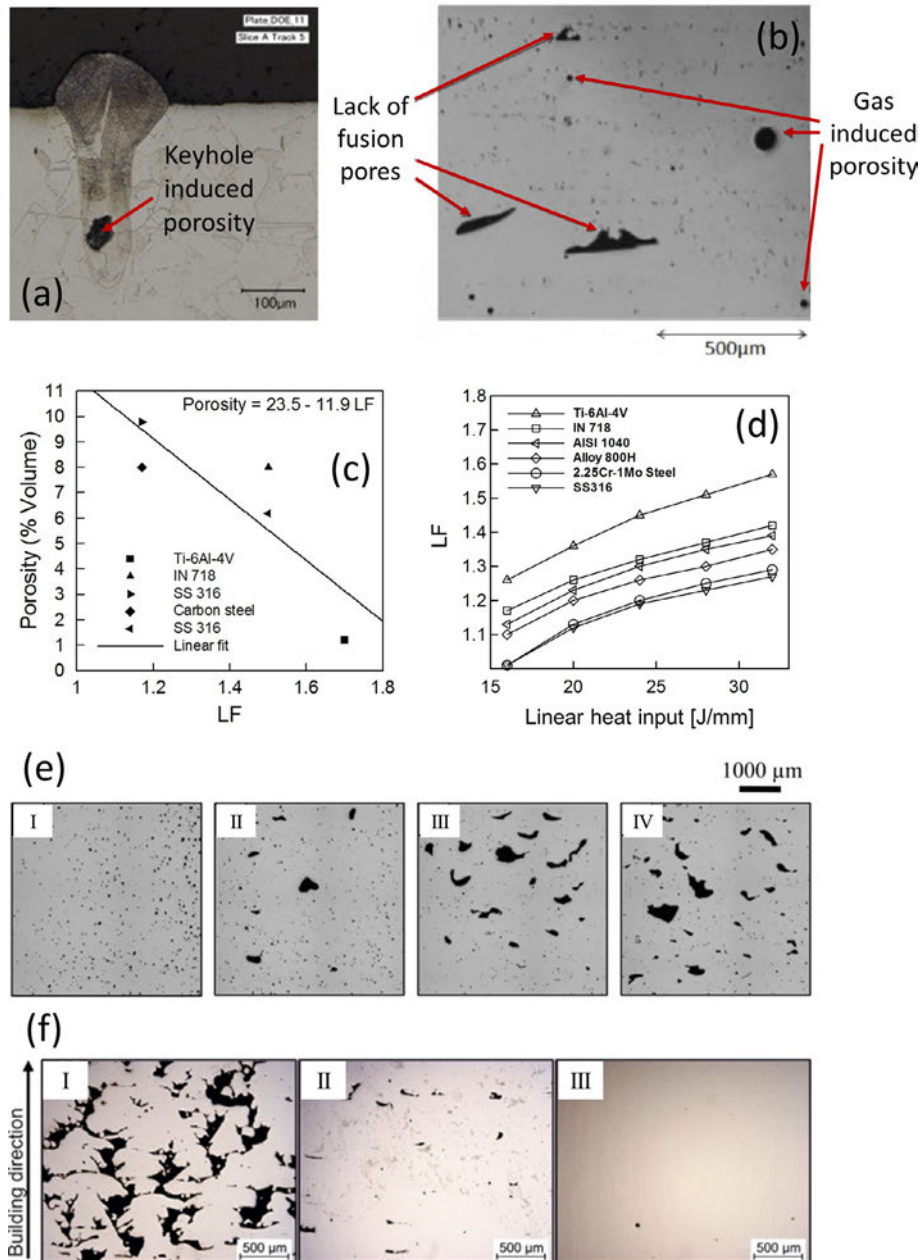 Plate.DOE.11
Slice A Track 5
Keyhole
induced
porosity
(a)
100μm
(b)
Lack of
fusion
pores
Gas
induced
porosity
500μm
Porosity (% Volume)
11
10
9
8
7
6
5
4
3
2
1
0
Porosity = 23.5 - 11.9 LF
(c)
Ti-6Al-4V
IN 718
SS 316
Carbon steel
SS 316
Linear fit
1
1.2
1.4
1.6
1.8
LF
LF
1.8
1.7
1.6
1.5
1.4
1.3
1.2
1.1
(d)
Ti-6Al-4V
IN 718
AISI 1040
Alloy 800H
2.25Cr-1Mo Steel
SS316
15
20
25
30
Linear heat input [J/mm]
(e)
1000 μm
I
II
III
IV
(f)
Building direction
I
500 μm
II
500 μm
III
500 μm